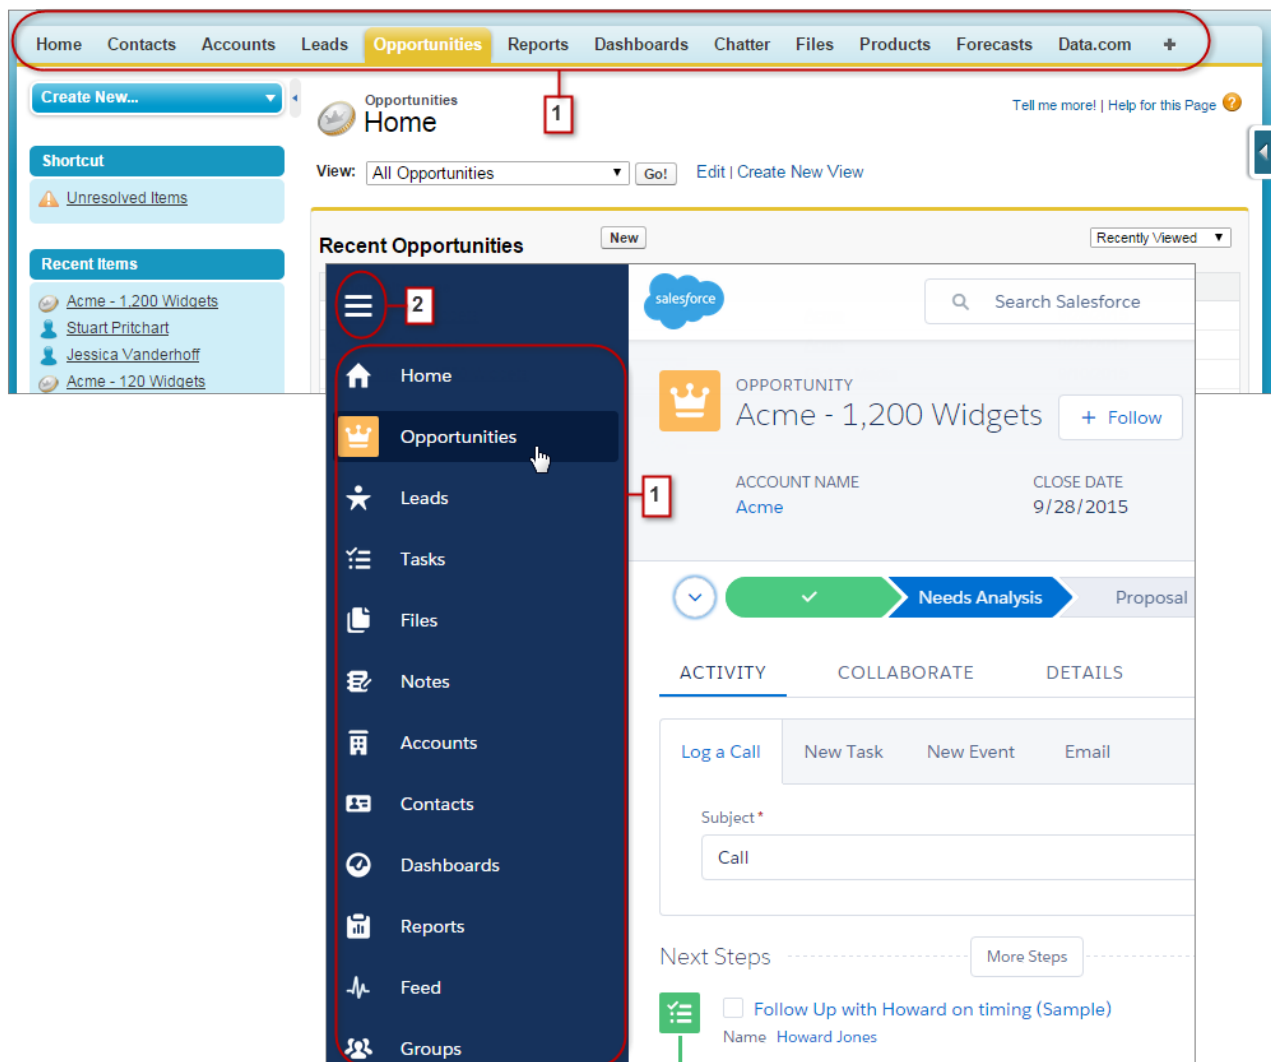 Home Contacts Accounts Leads Opportunities Reports Dashboards Chatter Files Products Forecasts Data.com +
1
Create New...
Opportunities
Home
Tell me more! | Help for this Page ?
Shortcut
Unresolved Items
View: All Opportunities Go! Edit | Create New View
Recent Items
Acme - 1,200 Widgets
Stuart Pritchart
Jessica Vanderhoff
Acme - 120 Widgets
Recent Opportunities New Recently Viewed
2
Home
Opportunities
Leads
Tasks
Files
Notes
Accounts
Contacts
Dashboards
Reports
Feed
Groups
1
salesforce
Search Salesforce
OPPORTUNITY
Acme - 1,200 Widgets + Follow
ACCOUNT NAME CLOSE DATE
Acme 9/28/2015
Needs Analysis Proposal
ACTIVITY COLLABORATE DETAILS
Log a Call New Task New Event Email
Subject *
Call
Next Steps More Steps
Follow Up with Howard on timing (Sample)
Name Howard Jones